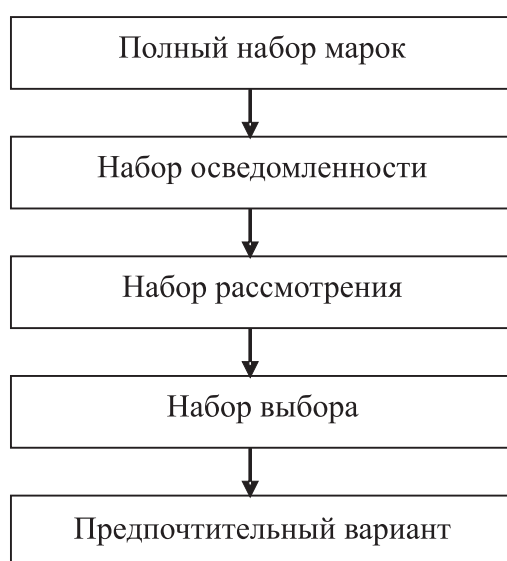 Полный набор марок
Набор осведомленности
Набор рассмотрения
Набор выбора
Предпочтительный вариант